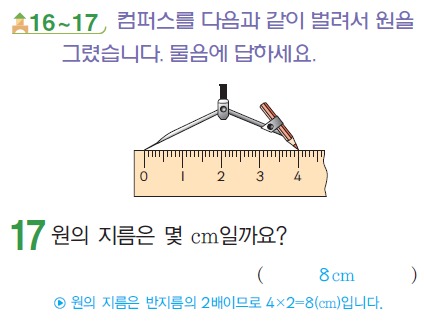 16~17 컴퍼스를 다음과 같이 벌려서 원을
그렸습니다. 물음에 답하세요.
0 1 2 3 4
17 원의 지름은 몇 cm일까요?
( 8 cm )
▶ 원의 지름은 반지름의 2배이므로 4×2=8(cm)입니다.